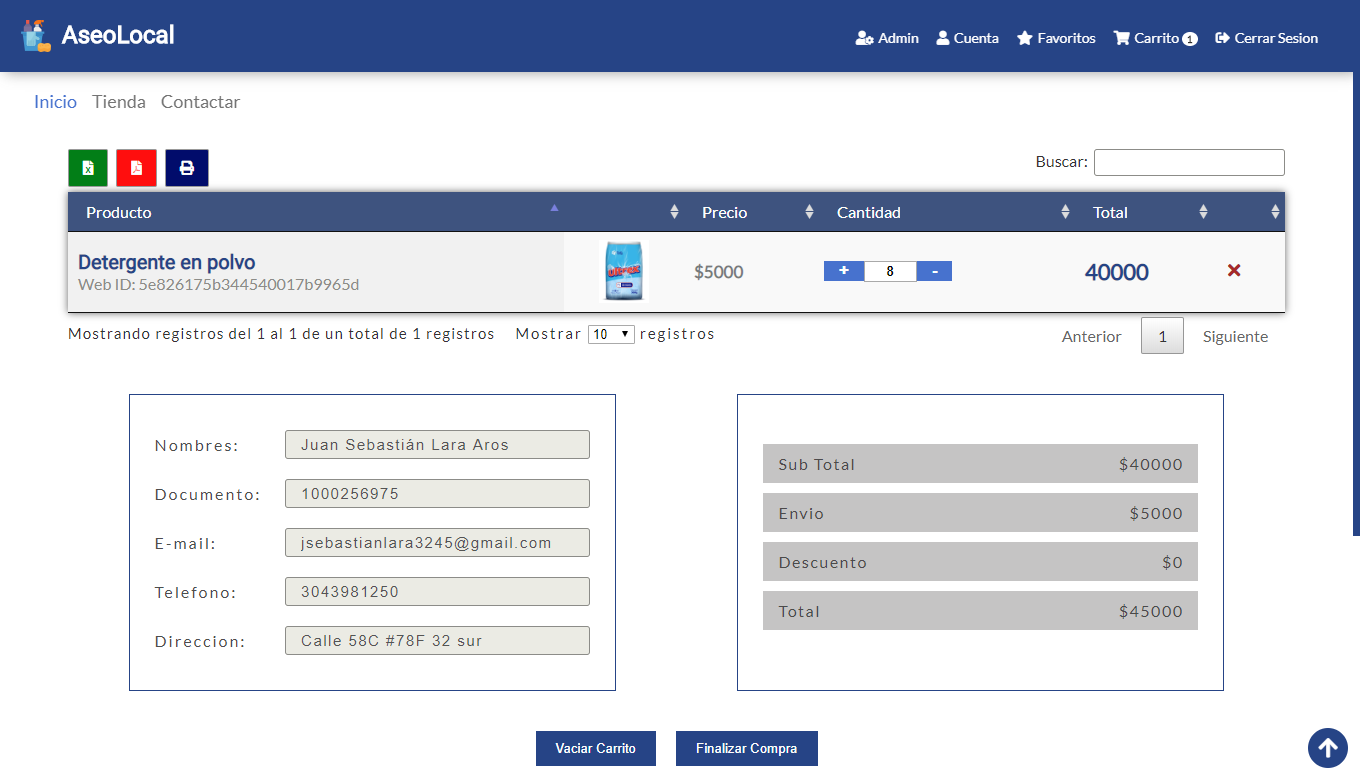 AseoLocal
Admin Cuenta Favoritos Carrito 1 Cerrar Sesion
Inicio Tienda Contactar
Buscar:
Producto Precio Cantidad Total
Detergente en polvo
Web ID: 5e826175b344540017b9965d
$5000 + 8 - 40000
Mostrando registros del 1 al 1 de un total de 1 registros Mostrar 10 registros
Anterior 1 Siguiente
Nombres: Juan Sebastián Lara Aros
Documento: 1000256975
E-mail: jsebastianlara3245@gmail.com
Telefono: 3043981250
Direccion: Calle 58C #78F 32 sur
Sub Total $40000
Envio $5000
Descuento $0
Total $45000
Vaciar Carrito Finalizar Compra